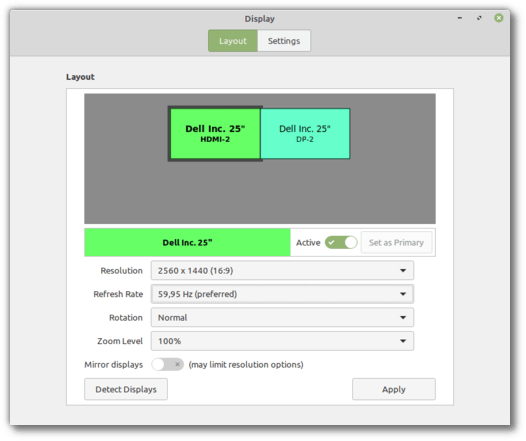 Display
Layout Settings
Layout
Dell Inc. 25" Dell Inc. 25"
HDMI-2 DP-2
Dell Inc. 25" Active Set as Primary
Resolution 2560 x 1440 (16:9)
Refresh Rate 59,95 Hz (preferred)
Rotation Normal
Zoom Level 100%
Mirror displays (may limit resolution options)
Detect Displays Apply